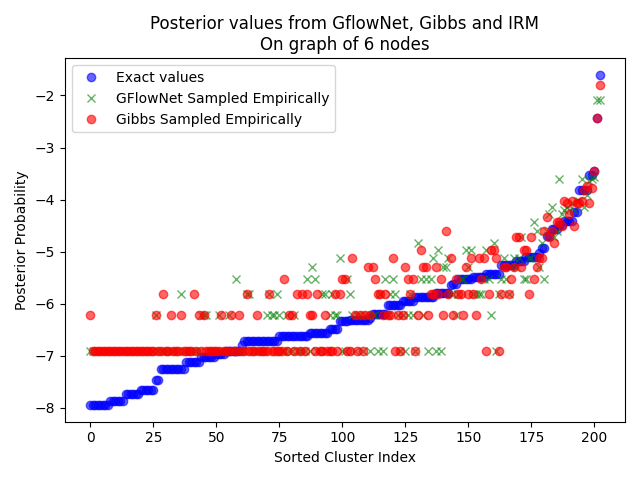 Posterior values from GflowNet, Gibbs and IRM
On graph of 6 nodes
Exact values
GFlowNet Sampled Empirically
Gibbs Sampled Empirically
Posterior Probability
−2
−3
−4
−5
−6
−7
−8
0
25
50
75
100
125
150
175
200
Sorted Cluster Index